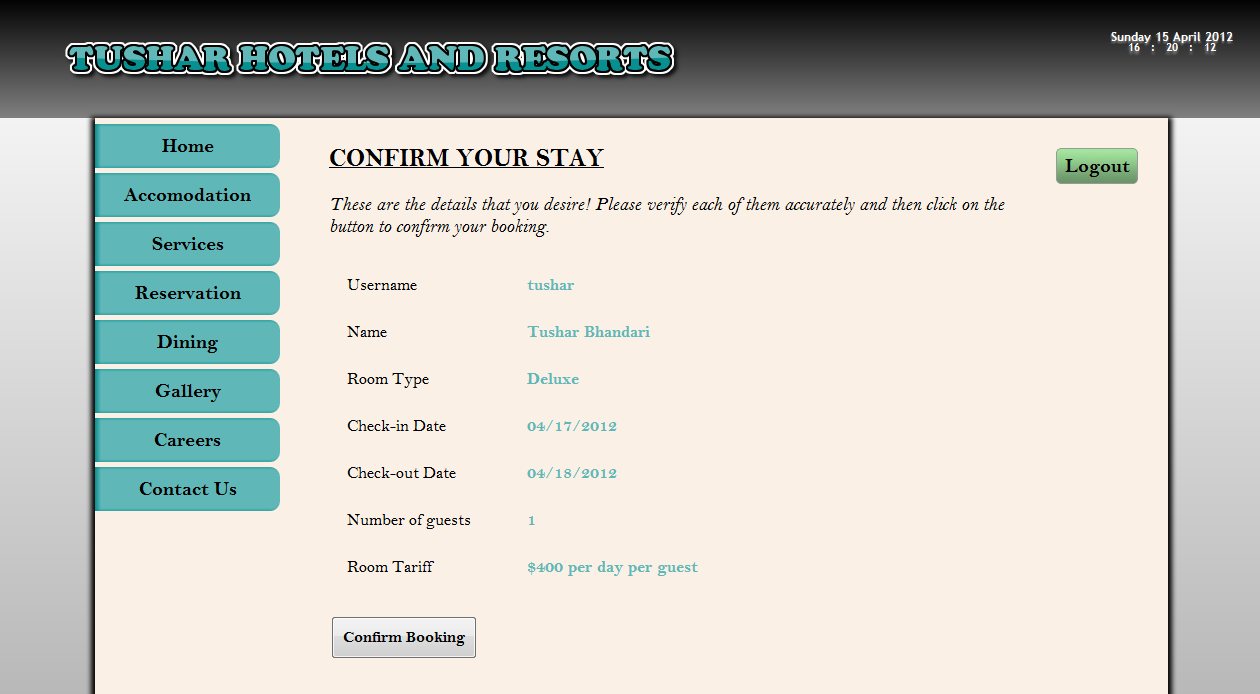 TUSHAR HOTELS AND RESORTS
Sunday 15 April 2012
16 : 20 : 12
Home
Accomodation
Services
Reservation
Dining
Gallery
Careers
Contact Us
CONFIRM YOUR STAY
Logout
These are the details that you desire! Please verify each of them accurately and then click on the
button to confirm your booking.
Username tushar
Name Tushar Bhandari
Room Type Deluxe
Check-in Date 04/17/2012
Check-out Date 04/18/2012
Number of guests 1
Room Tariff $400 per day per guest
Confirm Booking